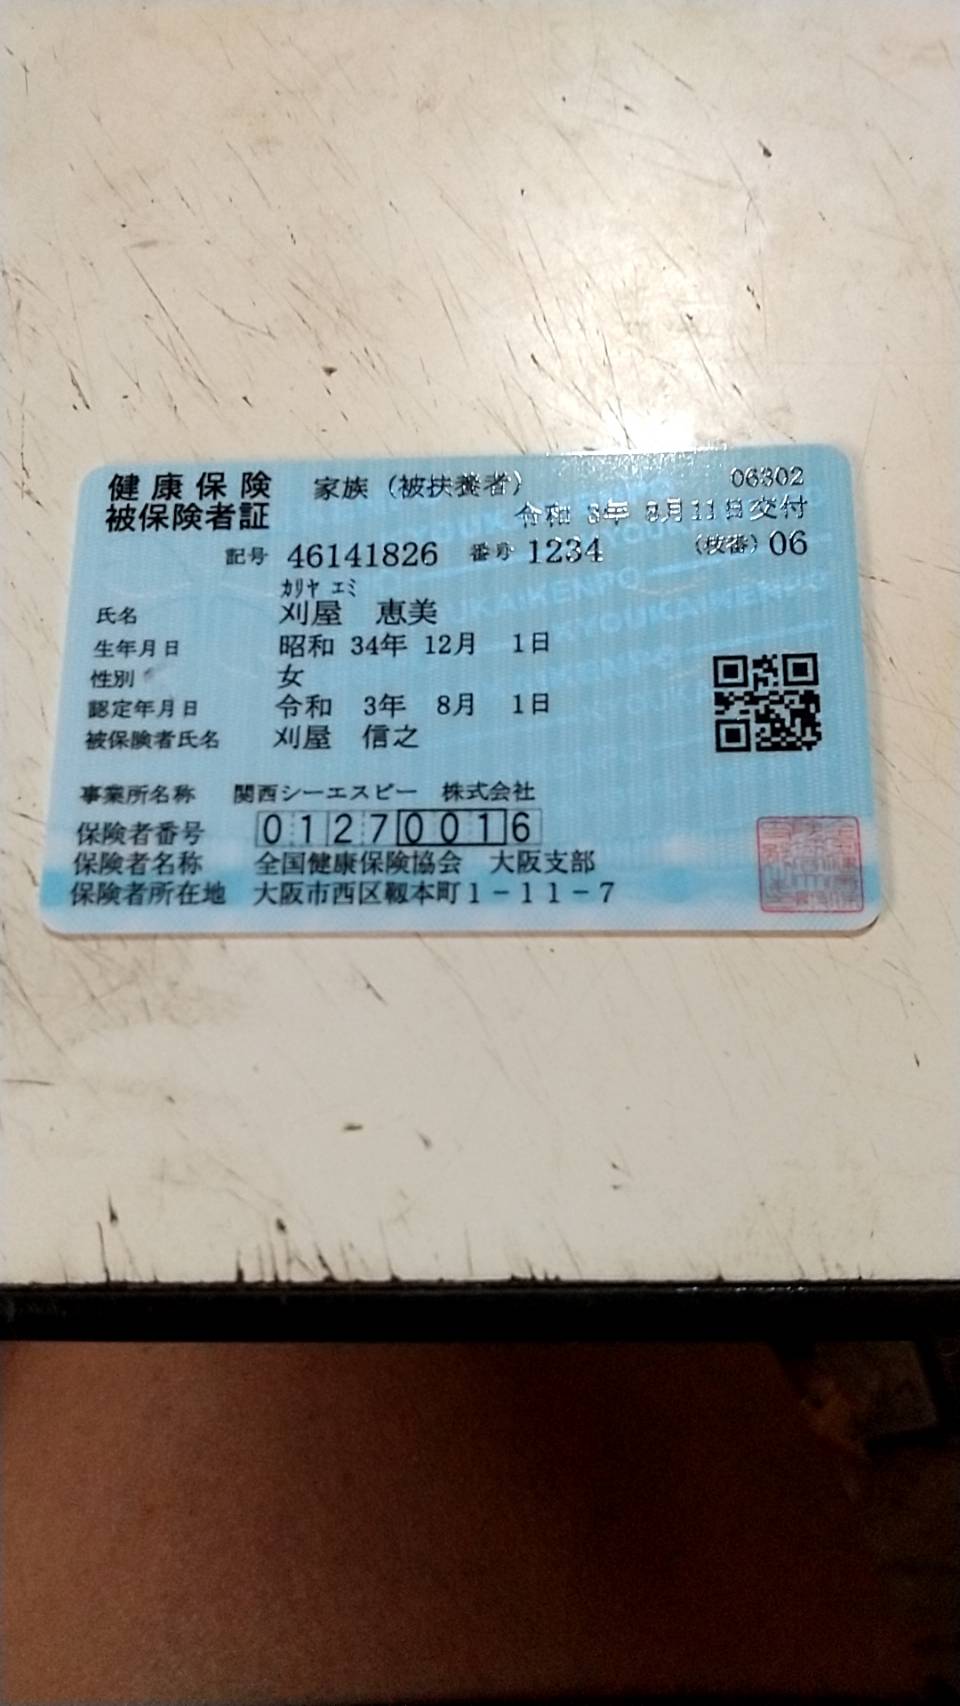 健康保険 家族（被扶養者） 06302
被保険者証 令和 3年 8月11日交付
記号 46141826 番号 1234 （枝番）06
ｶﾘﾔ ｴﾐ
氏名 刈屋 恵美
生年月日 昭和 34年 12月 1日
性別 女
認定年月日 令和 3年 8月 1日
被保険者氏名 刈屋 信之
事業所名称 関西シーエスピー 株式会社
保険者番号 01270016
保険者名称 全国健康保険協会 大阪支部
保険者所在地 大阪市西区靱本町1－11－7